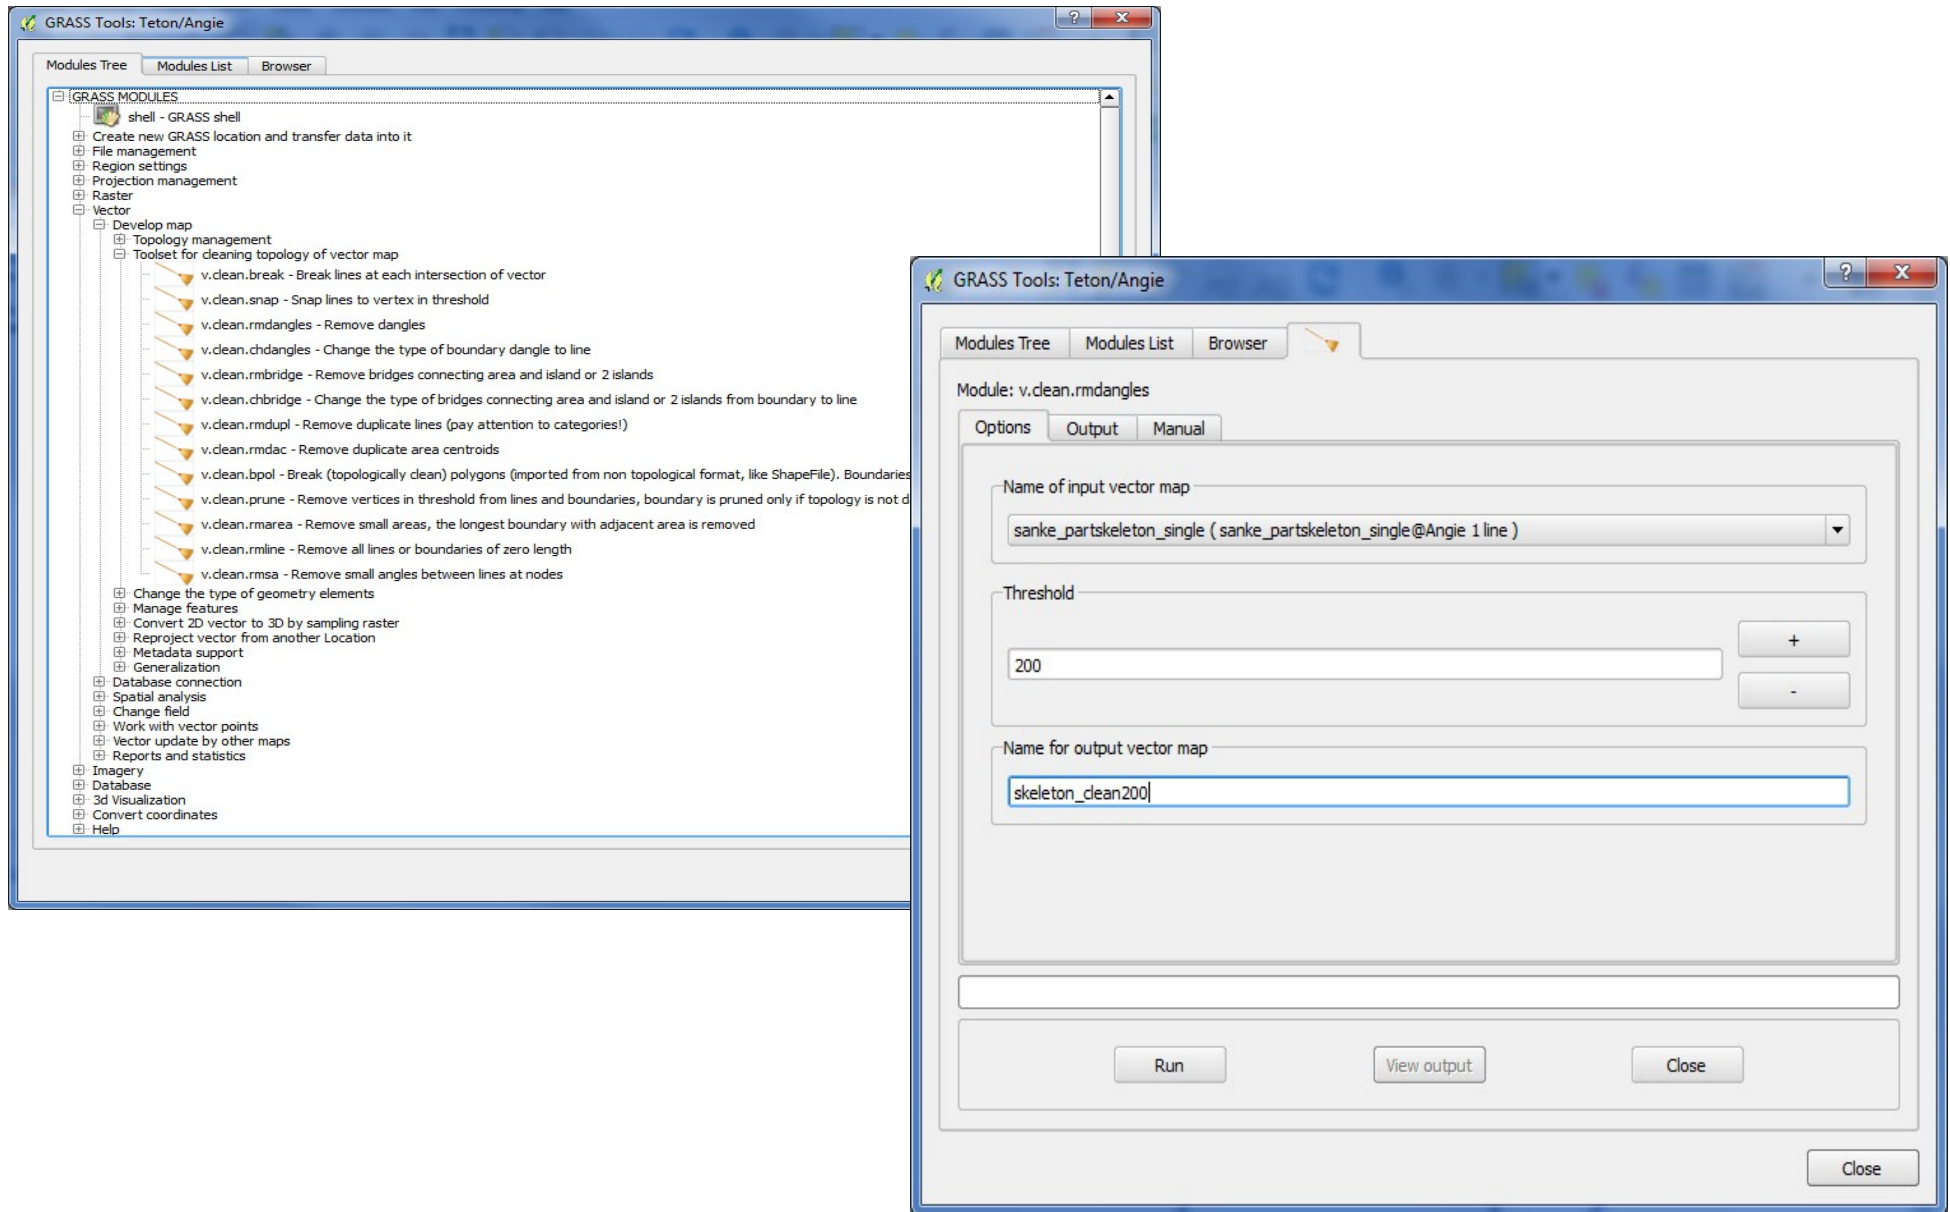 GRASS Tools: Teton/Angie
?
x
Modules Tree
Modules List
Browser
GRASS MODULES
shell - GRASS shell
Create new GRASS location and transfer data into it
File management
Region settings
Projection management
Raster
Vector
Develop map
Topology management
Toolset for cleaning topology of vector map
v.clean.break - Break lines at each intersection of vector
v.clean.snap - Snap lines to vertex in threshold
v.clean.rmdangles - Remove dangles
v.clean.chdangles - Change the type of boundary dangle to line
v.clean.rmbridge - Remove bridges connecting area and island or 2 islands
v.clean.chbridge - Change the type of bridges connecting area and island or 2 islands from boundary to line
v.clean.rmdupl - Remove duplicate lines (pay attention to categories!)
v.clean.rmdac - Remove duplicate area centroids
v.clean.bpol - Break (topologically clean) polygons (imported from non topological format, like ShapeFile). Boundaries
v.clean.prune - Remove vertices in threshold from lines and boundaries, boundary is pruned only if topology is not d
v.clean.rmarea - Remove small areas, the longest boundary with adjacent area is removed
v.clean.rmline - Remove all lines or boundaries of zero length
v.clean.rmsa - Remove small angles between lines at nodes
Change the type of geometry elements
Manage features
Convert 2D vector to 3D by sampling raster
Reproject vector from another Location
Metadata support
Generalization
Database connection
Spatial analysis
Change field
Work with vector points
Vector update by other maps
Reports and statistics
Imagery
Database
3d Visualization
Convert coordinates
Help
GRASS Tools: Teton/Angie
?
x
Modules Tree
Modules List
Browser
Module: v.clean.rmdangles
Options
Output
Manual
Name of input vector map
sanke_partskeleton_single ( sanke_partskeleton_single@Angie 1 line )
Threshold
+
200
-
Name for output vector map
skeleton_clean200
Run
View output
Close
Close